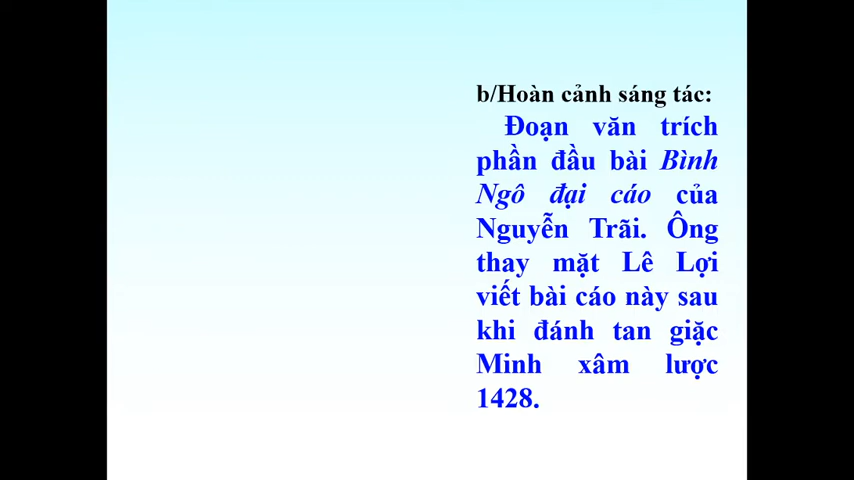 b/Hoàn cảnh sáng tác:
Đoạn văn trích
phần đầu bài Bình
Ngô đại cáo của
Nguyễn Trãi. Ông
thay mặt Lê Lợi
viết bài cáo này sau
khi đánh tan giặc
Minh xâm lược
1428.